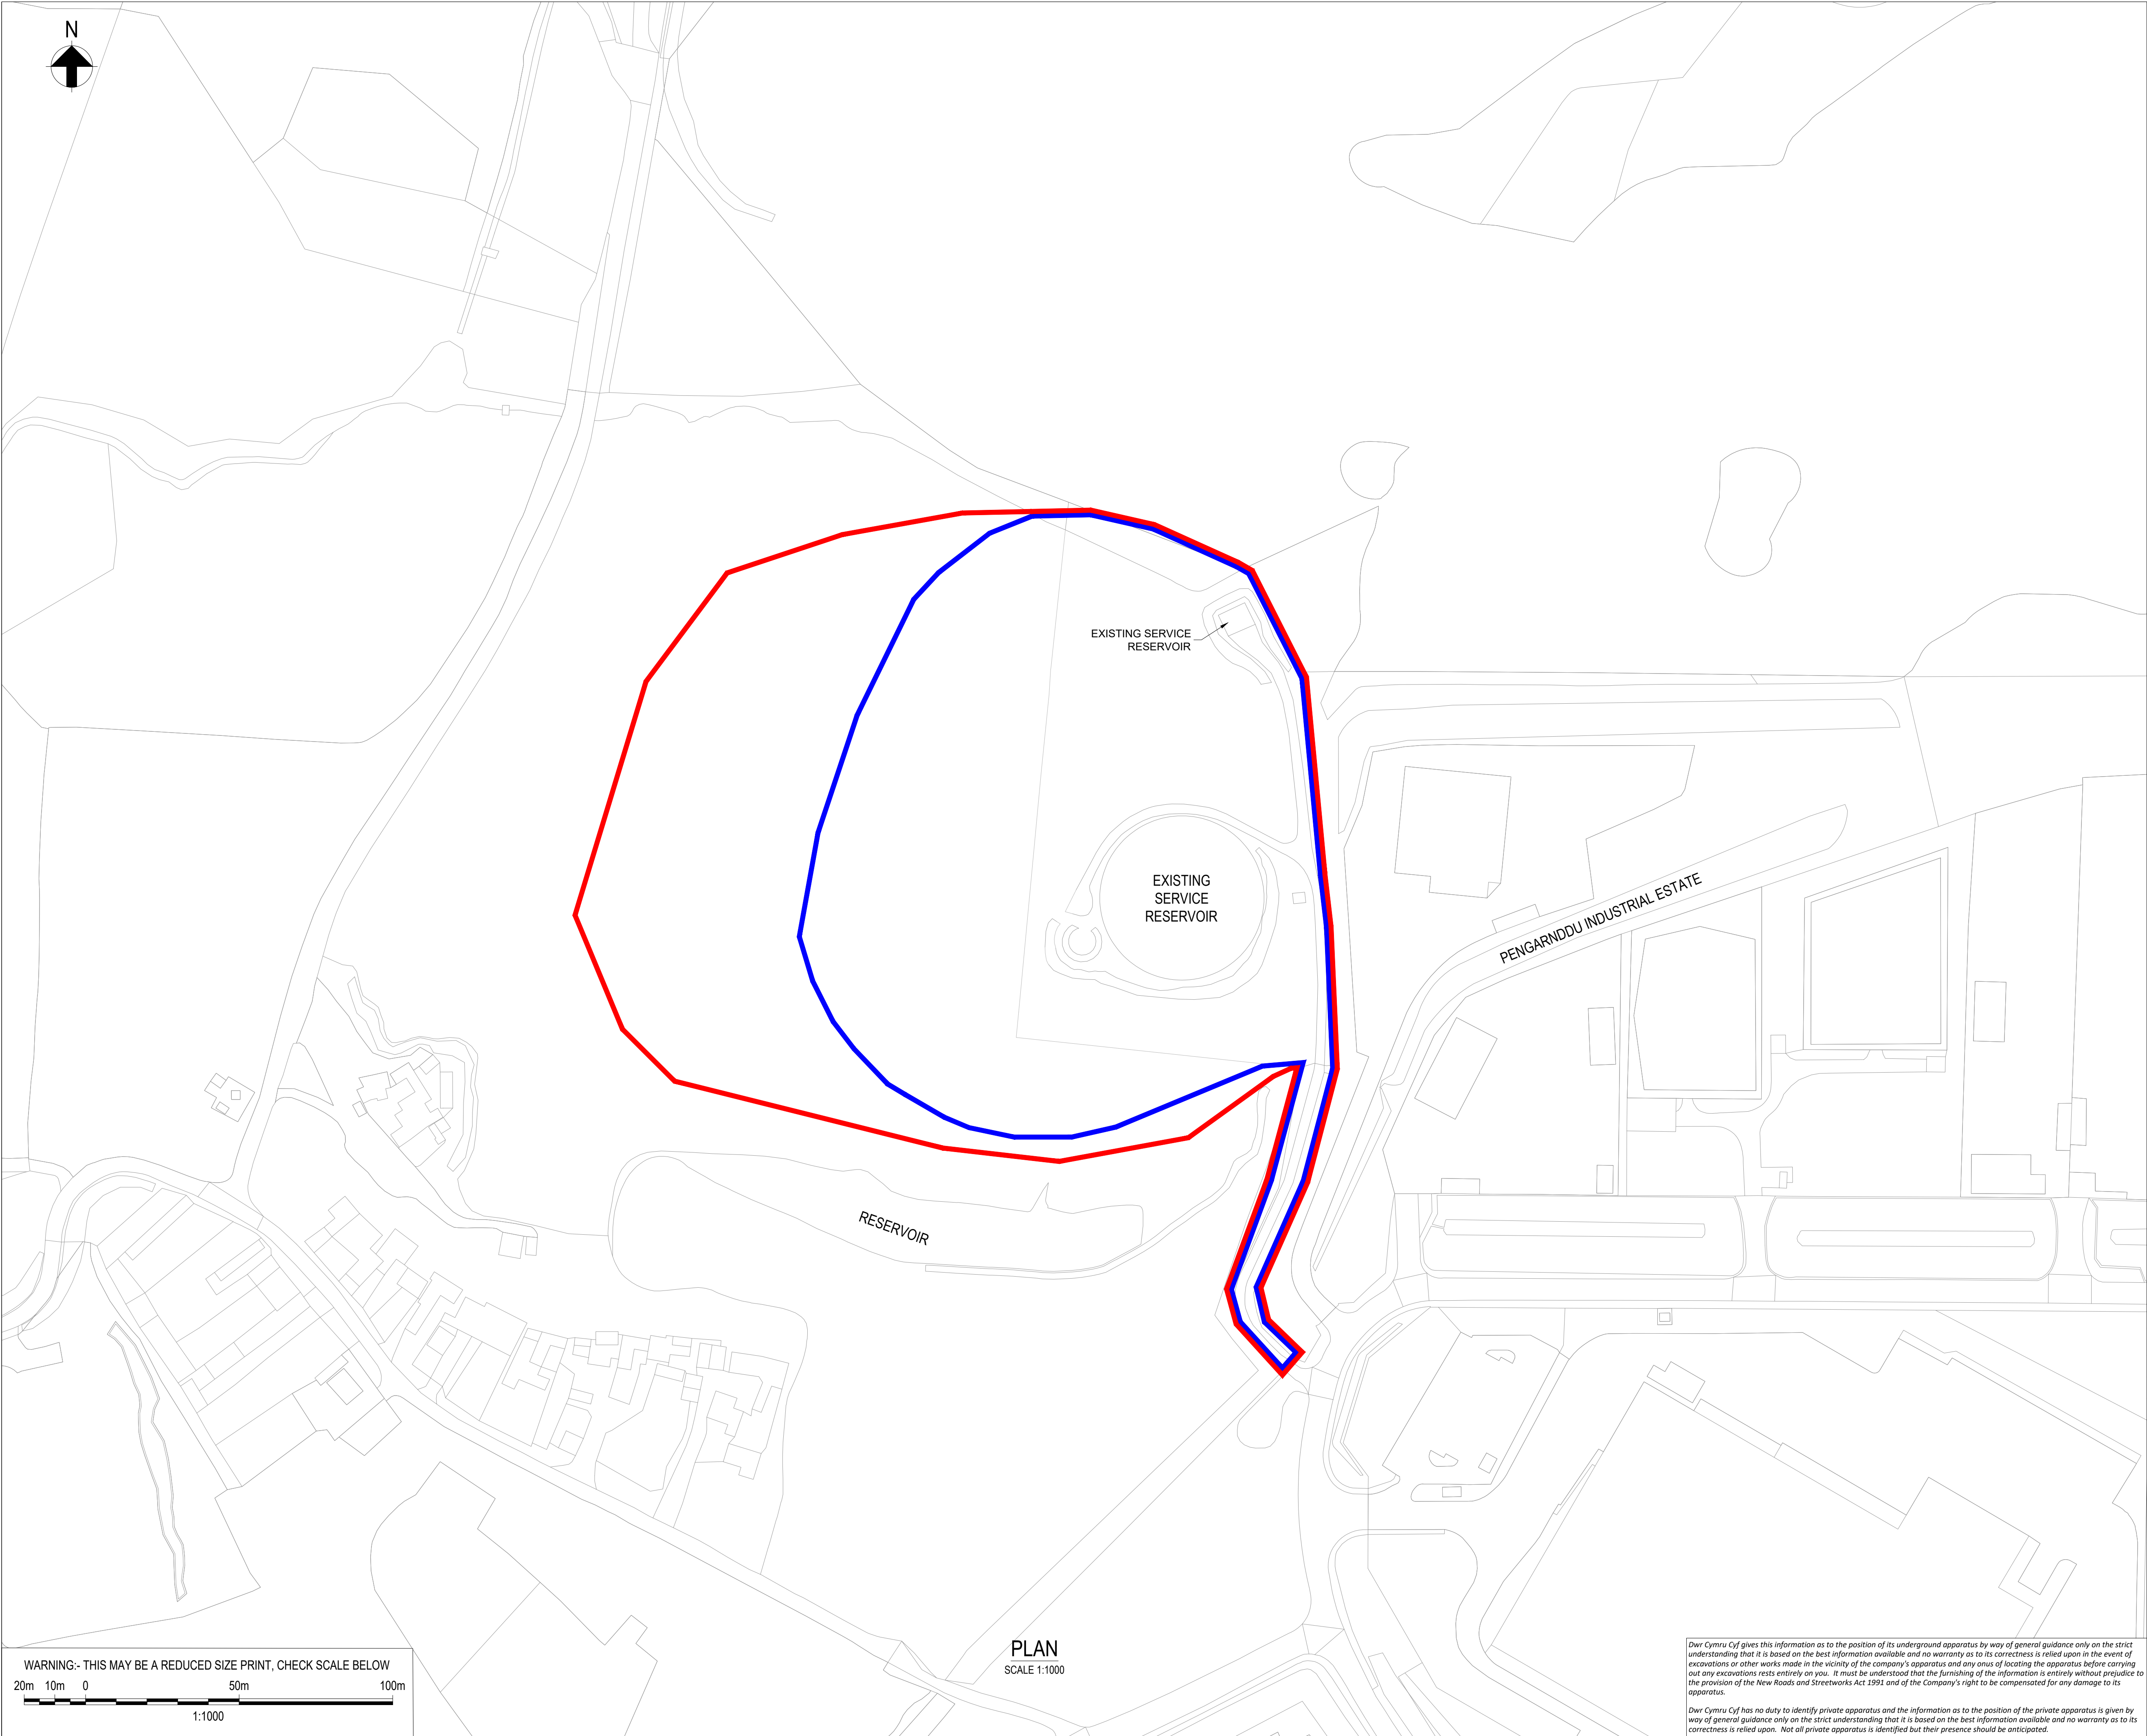 N
EXISTING SERVICE
RESERVOIR
EXISTING
SERVICE
RESERVOIR
PENGARNDDU INDUSTRIAL ESTATE
RESERVOIR
PLAN
SCALE 1:1000
WARNING:- THIS MAY BE A REDUCED SIZE PRINT, CHECK SCALE BELOW
20m 10m 0 50m 100m
1:1000
Dwr Cymru Cyf gives this information as to the position of its underground apparatus by way of general guidance only on the strict
understanding that it is based on the best information available and no warranty as to its correctness is relied upon in the event of
excavations or other works made in the vicinity of the company's apparatus and any onus of locating the apparatus before carrying
out any excavations rests entirely on you. It must be understood that the furnishing of the information is entirely without prejudice to
the provision of the New Roads and Streetworks Act 1991 and of the Company's right to be compensated for any damage to its
apparatus.
Dwr Cymru Cyf has no duty to identify private apparatus and the information as to the position of the private apparatus is given by
way of general guidance only on the strict understanding that it is based on the best information available and no warranty as to its
correctness is relied upon. Not all private apparatus is identified but their presence should be anticipated.